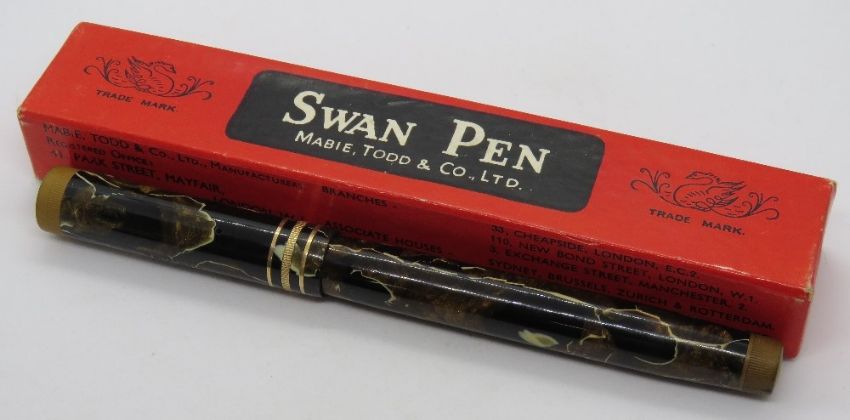 TRADE MARK.
SWAN PEN
MABIE, TODD & CO., LTD.
TRADE MARK.
MABIE, TODD & CO., LTD., MANUFACTURERS
REGISTERED OFFICE:
41, PARK STREET, MAYFAIR,
LONDON, W.1
BRANCHES -
ASSOCIATE HOUSES -
33, CHEAPSIDE, LONDON, E.C.2.
110, NEW BOND STREET, LONDON, W.1.
3, EXCHANGE STREET, MANCHESTER, 2.
SYDNEY, BRUSSELS, ZURICH & ROTTERDAM.